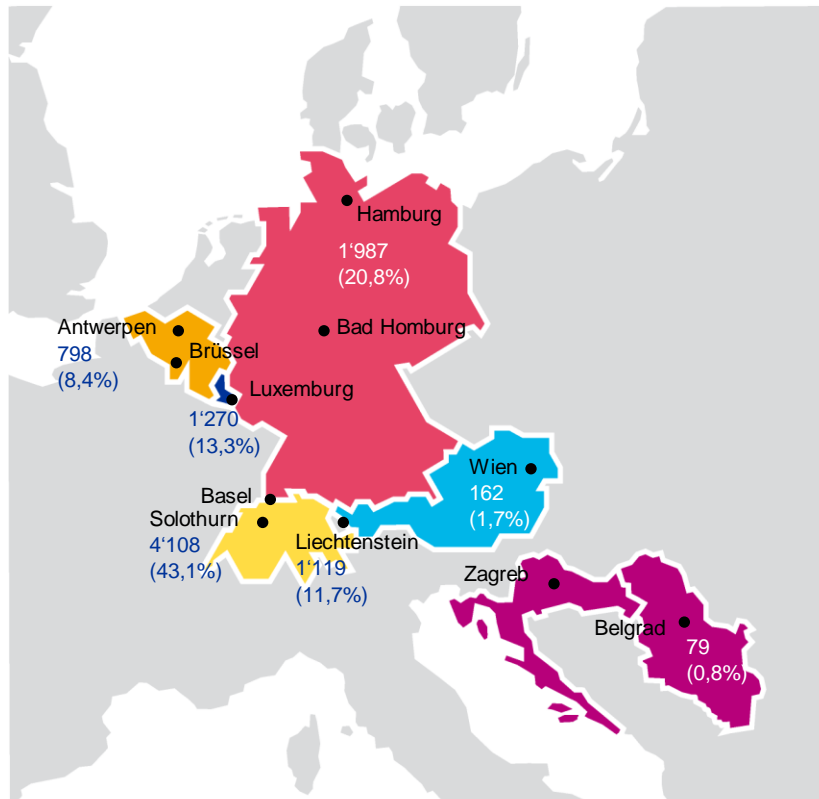 Hamburg
1‘987
(20,8%)
Bad Homburg
Antwerpen
798
(8,4%)
Brüssel
Luxemburg
1‘270
(13,3%)
Wien
162
(1,7%)
Basel
Solothurn
4‘108
(43,1%)
Liechtenstein
1‘119
(11,7%)
Zagreb
Belgrad
79
(0,8%)